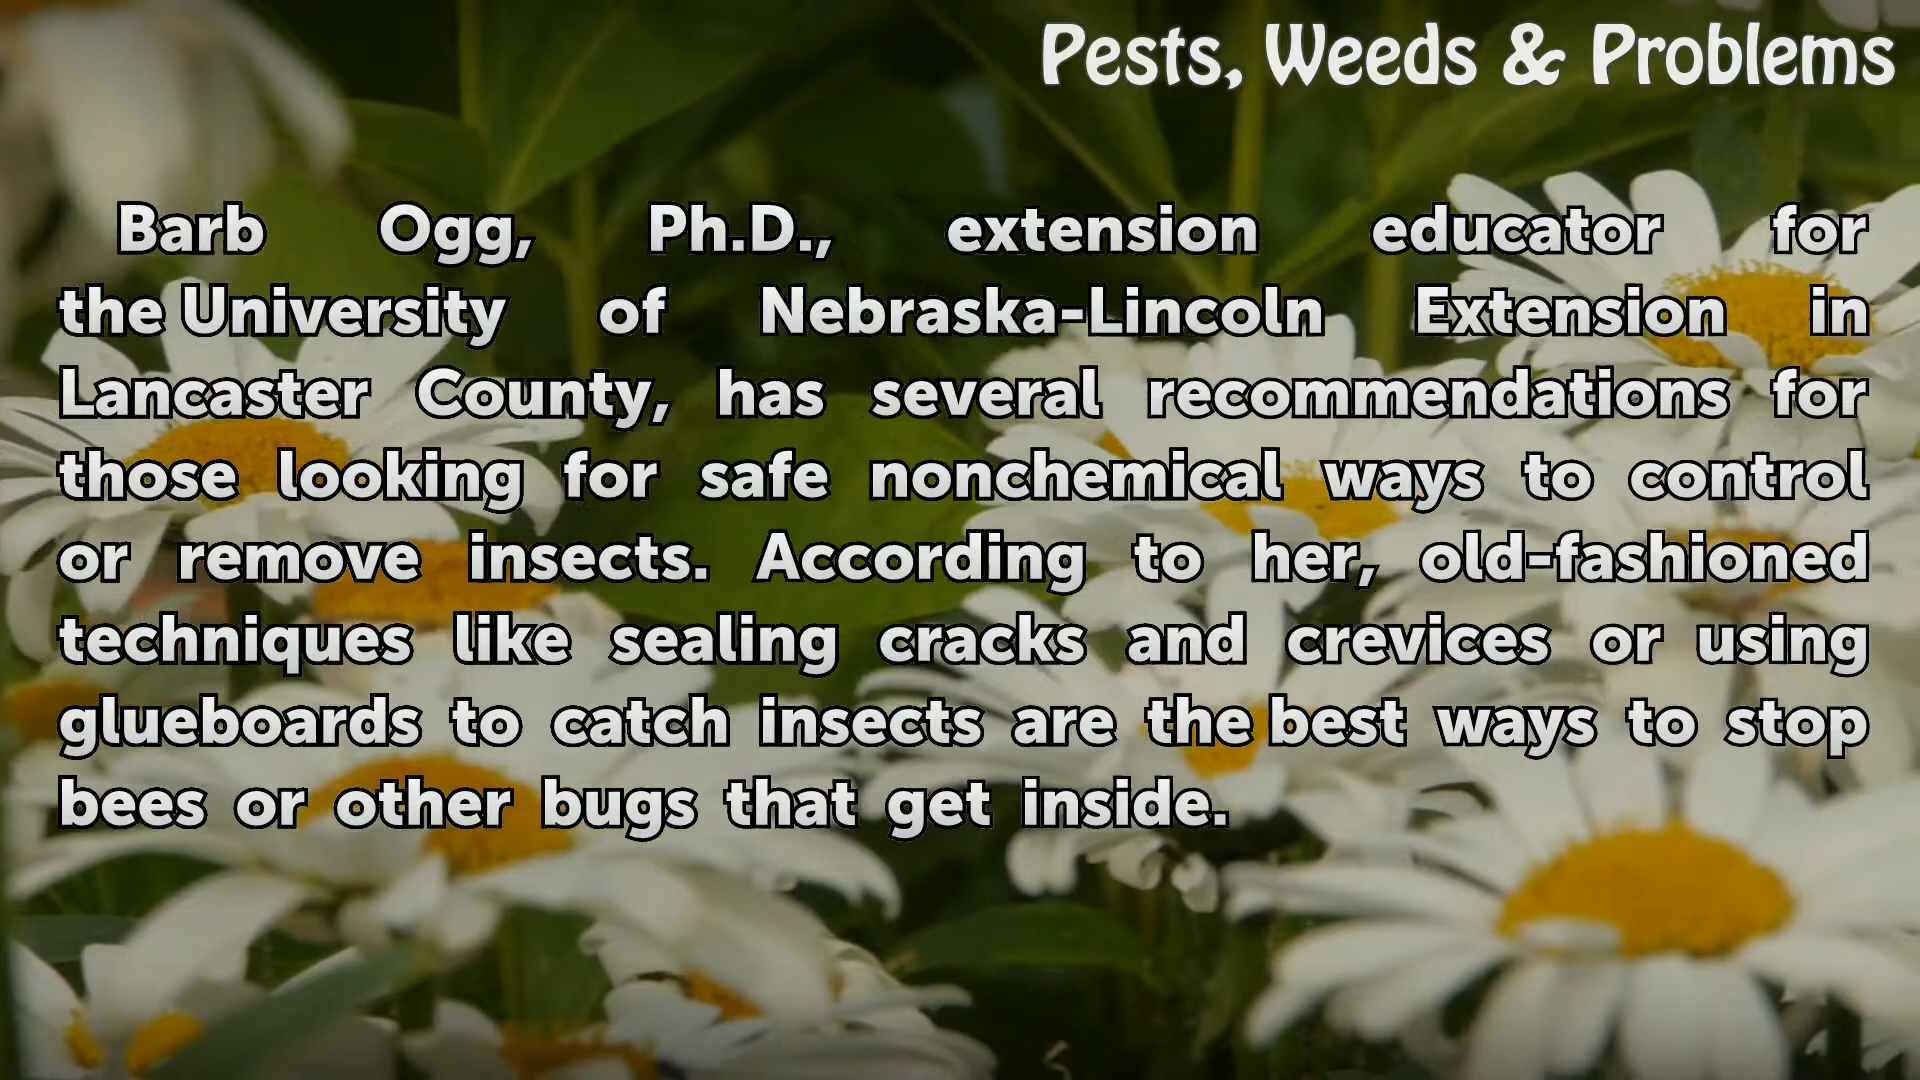 Pests, Weeds & Problems
Barb Ogg, Ph.D., extension educator for
the University of Nebraska-Lincoln Extension in
Lancaster County, has several recommendations for
those looking for safe nonchemical ways to control
or remove insects. According to her, old-fashioned
techniques like sealing cracks and crevices or using
glueboards to catch insects are the best ways to stop
bees or other bugs that get inside.